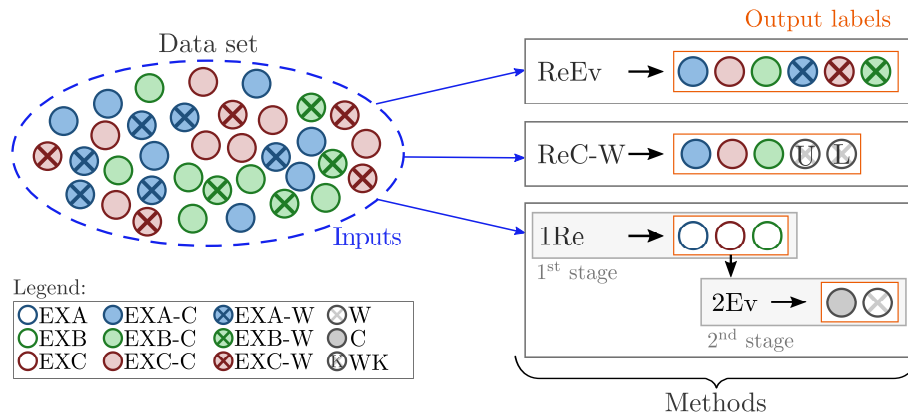 Output labels
Data set
ReEv
ReC-W
U
L
Inputs
1Re
1st stage
2Ev
2nd stage
Legend:
EXA EXA-C EXA-W W
EXB EXB-C EXB-W C
EXC EXC-C EXC-W K WK
Methods